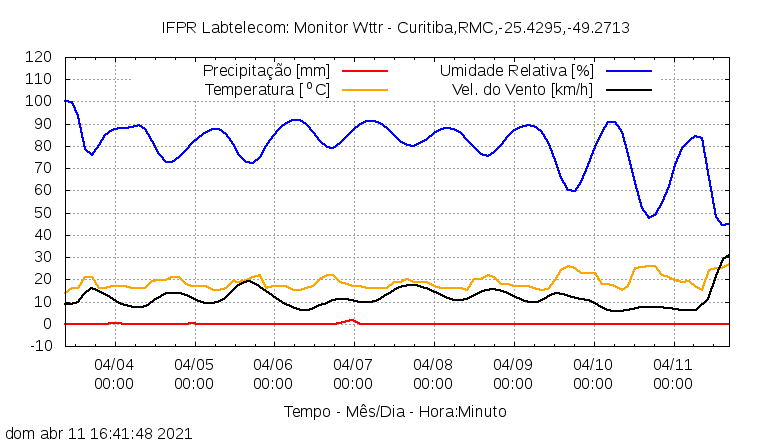 IFPR Labtelecom: Monitor Wttr - Curitiba,RMC,-25.4295,-49.2713
Precipitação [mm]
Umidade Relativa [%]
Temperatura [ ⁰C]
Vel. do Vento [km/h]
120
110
100
90
80
70
60
50
40
30
20
10
0
-10
04/04 04/05 04/06 04/07 04/08 04/09 04/10 04/11
00:00 00:00 00:00 00:00 00:00 00:00 00:00 00:00
Tempo - Mês/Dia - Hora:Minuto
dom abr 11 16:41:48 2021